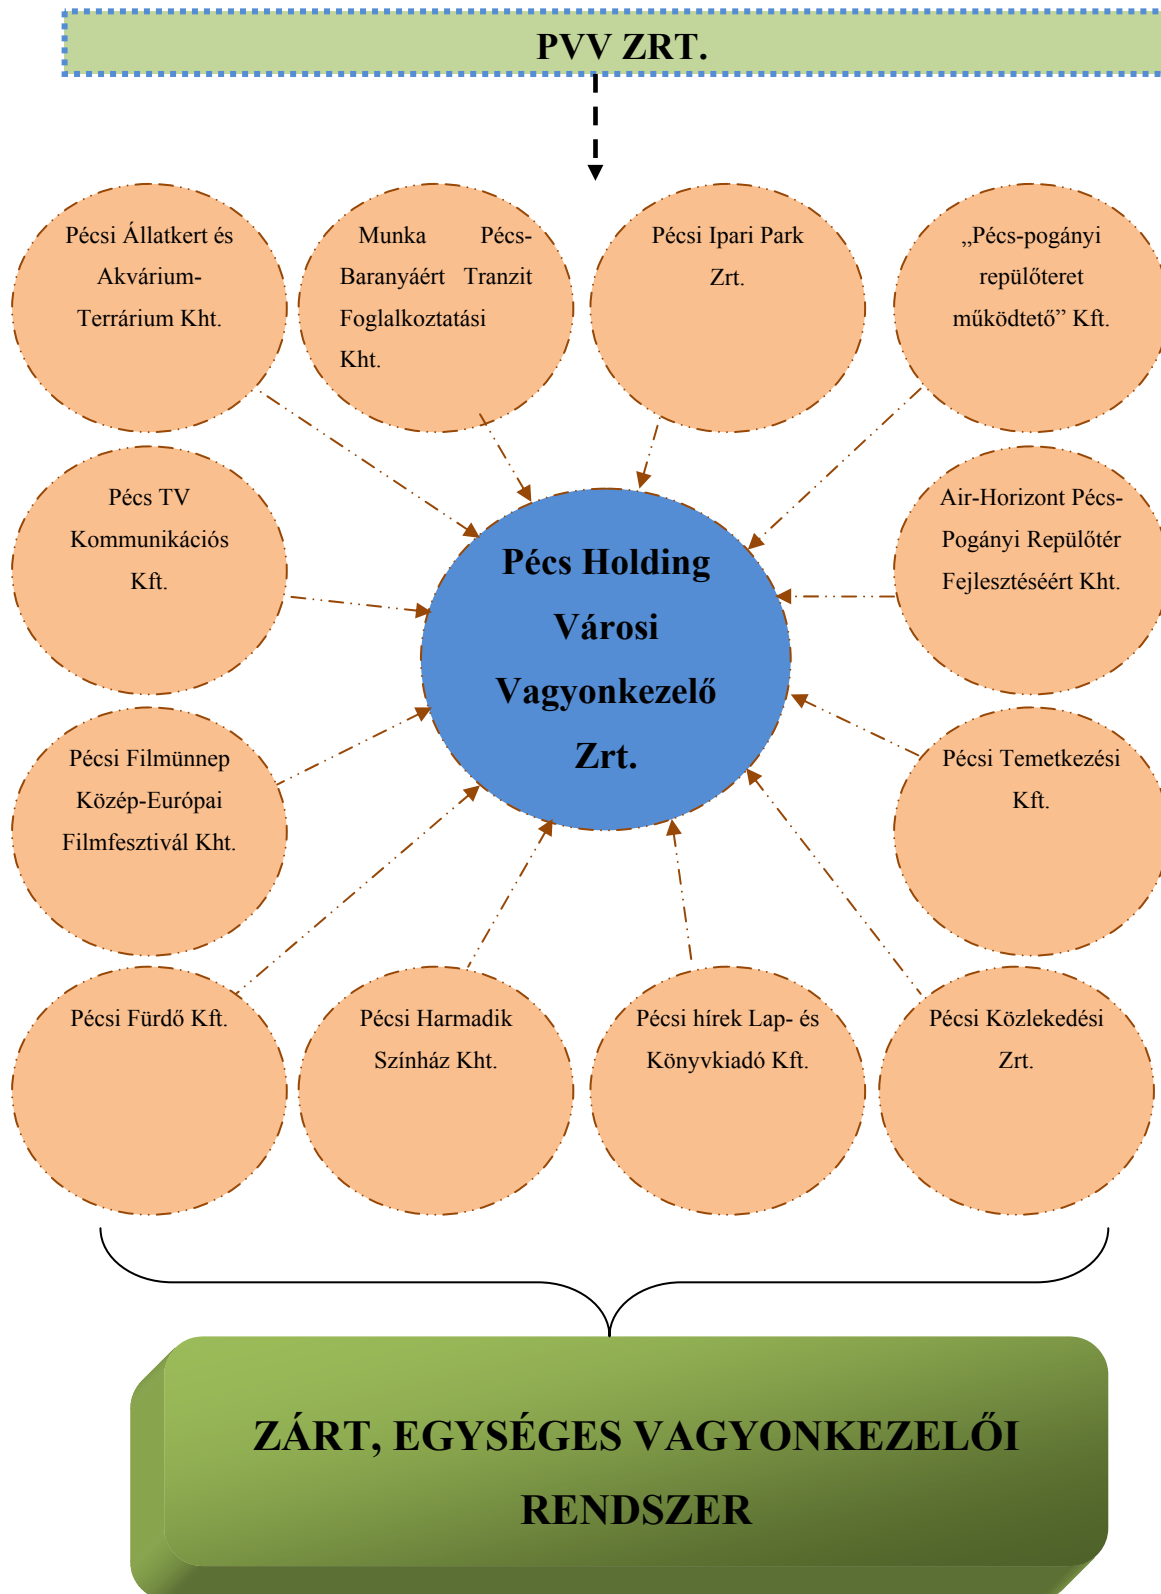 PVV ZRT.
Pécsi Állatkert és
Akvárium-
Terrárium Kht.
Munka Pécs-
Baranyáért Tranzit
Foglalkoztatási
Kht.
Pécsi Ipari Park
Zrt.
„Pécs-pogányi
repülőteret
működtető” Kft.
Pécs TV
Kommunikációs
Kft.
Pécs Holding
Városi
Vagyonkezelő
Zrt.
Air-Horizont Pécs-
Pogányi Repülőtér
Fejlesztéséért Kht.
Pécsi Filmünnep
Közép-Európai
Filmfesztivál Kht.
Pécsi Temetkezési
Kft.
Pécsi Fürdő Kft.
Pécsi Harmadik
Színház Kht.
Pécsi hírek Lap- és
Könyvkiadó Kft.
Pécsi Közlekedési
Zrt.
ZÁRT, EGYSÉGES VAGYONKEZELŐI
RENDSZER